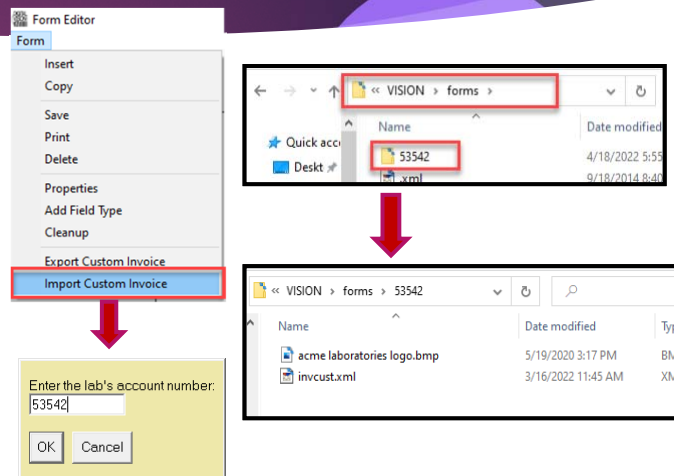 Form Editor
Form
Insert
Copy
Save
Print
Delete
Properties
Add Field Type
Cleanup
Export Custom Invoice
Import Custom Invoice
Enter the lab's account number:
53542
OK Cancel
« VISION › forms ›
Name Date modified
Quick acc
53542 4/18/2022 5:55
Deskt
.xml 9/18/2014 8:40
« VISION › forms › 53542
Name Date modified Typ
acme laboratories logo.bmp 5/19/2020 3:17 PM BM
invcust.xml 3/16/2022 11:45 AM XM